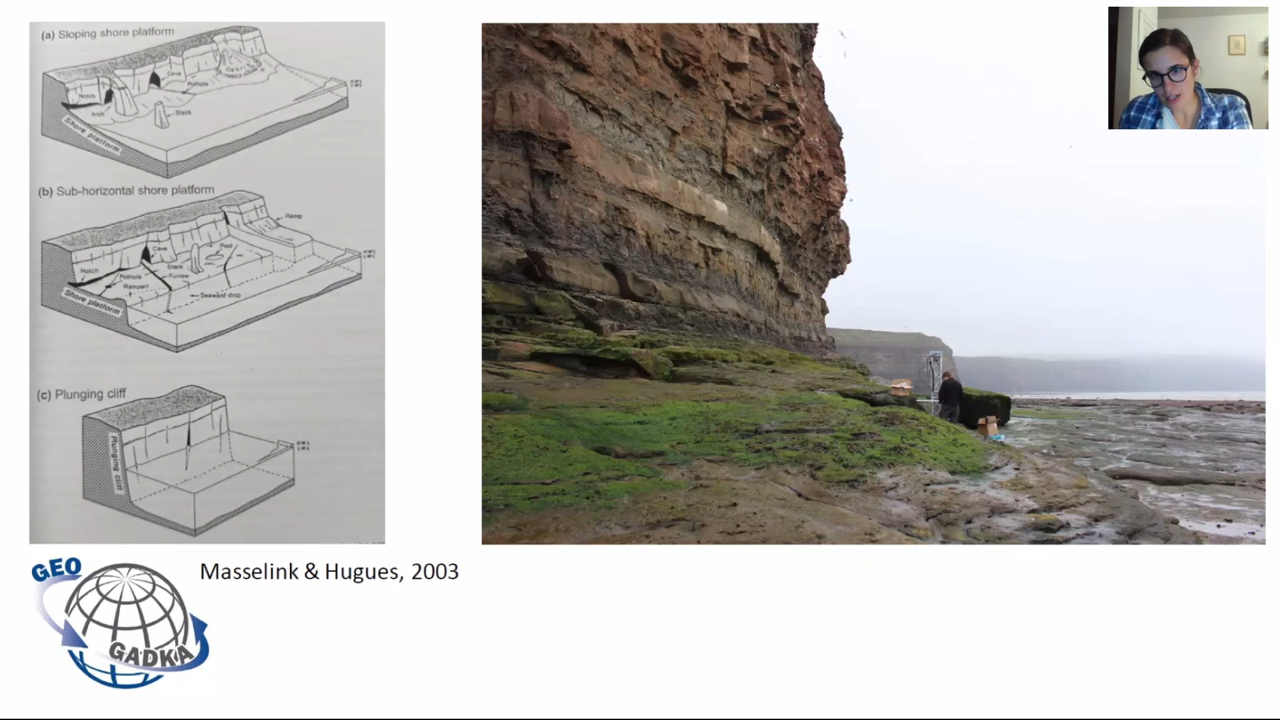 (a) Sloping shore platform
Cave
Notch
Pothole
Arch
Stack
Shore platform
(b) Sub-horizontal shore platform
Ramp
Cave
Pool
Notch
Stack
Pothole
Furrow
Rampart
Seaward drop
Shore platform
(c) Plunging cliff
Plunging cliff
GEO
GADKA
Masselink & Hugues, 2003